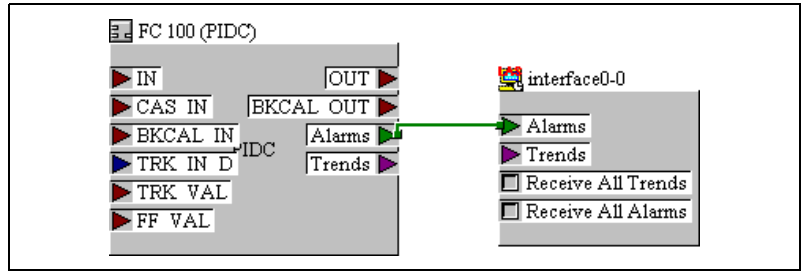 FC 100 (PIDC)
IN
OUT
CAS IN
BKCAL OUT
BKCAL IN
Alarms
PIDC
TRK IN D
Trends
TRK VAL
FF VAL
interface0-0
Alarms
Trends
Receive All Trends
Receive All Alarms